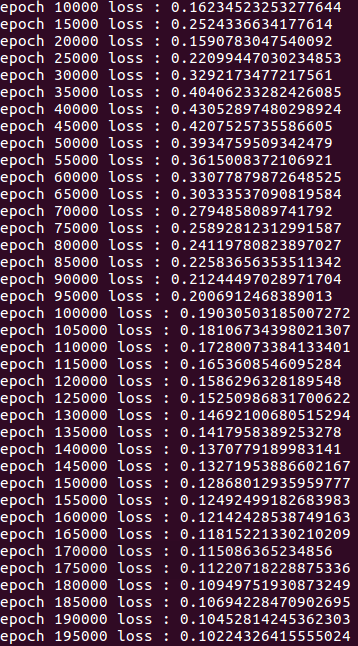 epoch 10000 loss : 0.16234523253277644
epoch 15000 loss : 0.2524336634177614
epoch 20000 loss : 0.1590783047540092
epoch 25000 loss : 0.22099447030234853
epoch 30000 loss : 0.3292173477217561
epoch 35000 loss : 0.40406233282426085
epoch 40000 loss : 0.43052897480298924
epoch 45000 loss : 0.4207525735586605
epoch 50000 loss : 0.3934759509342479
epoch 55000 loss : 0.3615008372106921
epoch 60000 loss : 0.33077879872648525
epoch 65000 loss : 0.30333537090819584
epoch 70000 loss : 0.2794858089741792
epoch 75000 loss : 0.25892812312991587
epoch 80000 loss : 0.24119780823897027
epoch 85000 loss : 0.22583656353511342
epoch 90000 loss : 0.21244497028971704
epoch 95000 loss : 0.2006912468389013
epoch 100000 loss : 0.19030503185007272
epoch 105000 loss : 0.18106734398021307
epoch 110000 loss : 0.17280073384133401
epoch 115000 loss : 0.1653608546095284
epoch 120000 loss : 0.1586296328189548
epoch 125000 loss : 0.15250986831700622
epoch 130000 loss : 0.14692100680515294
epoch 135000 loss : 0.1417958389253278
epoch 140000 loss : 0.1370779189983141
epoch 145000 loss : 0.13271953886602167
epoch 150000 loss : 0.12868012935959777
epoch 155000 loss : 0.12492499182683983
epoch 160000 loss : 0.12142428538749163
epoch 165000 loss : 0.11815221330210209
epoch 170000 loss : 0.115086365234856
epoch 175000 loss : 0.11220718228875336
epoch 180000 loss : 0.10949751930873249
epoch 185000 loss : 0.10694228470902695
epoch 190000 loss : 0.10452814245362303
epoch 195000 loss : 0.10224326415555024